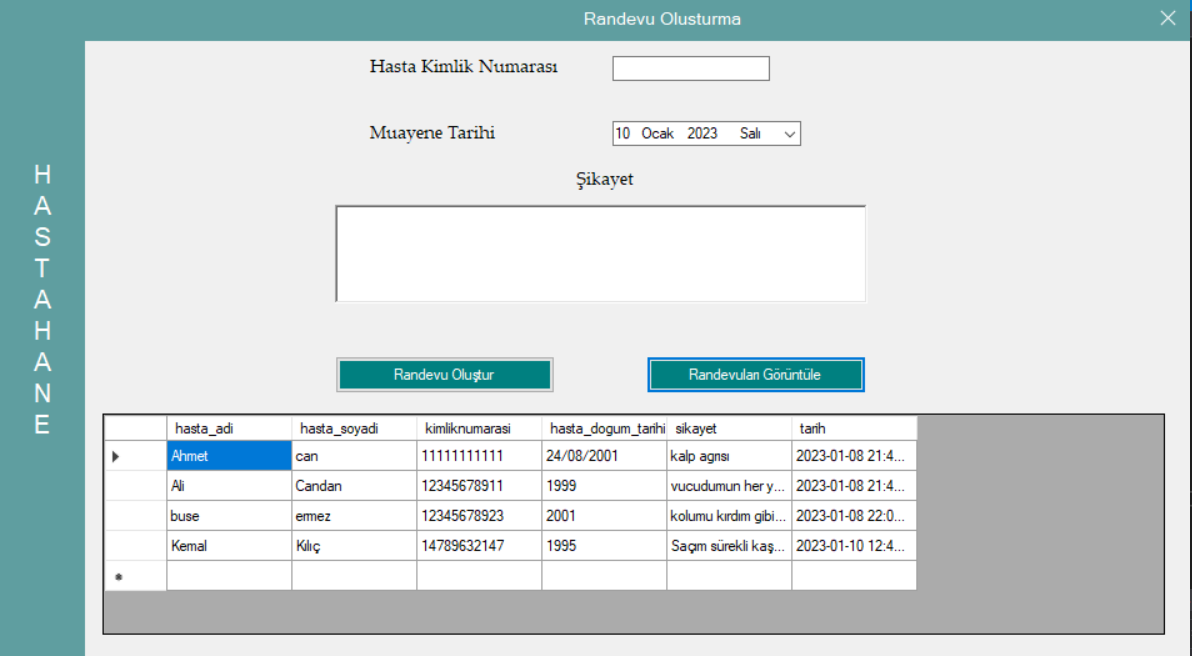 Randevu Olusturma
HASTAHANE
Hasta Kimlik Numarası
Muayene Tarihi 10 Ocak 2023 Salı
Şikayet
Randevu Oluştur Randevuları Görüntüle
hasta_adi hasta_soyadi kimliknumarasi hasta_dogum_tarihi sikayet tarih
Ahmet can 11111111111 24/08/2001 kalp agrısı 2023-01-08 21:4...
Ali Candan 12345678911 1999 vucudumun her y... 2023-01-08 21:4...
buse ermez 12345678923 2001 kolumu kırdım gibi... 2023-01-08 22:0...
Kemal Kılıç 14789632147 1995 Saçım sürekli kaş... 2023-01-10 12:4...